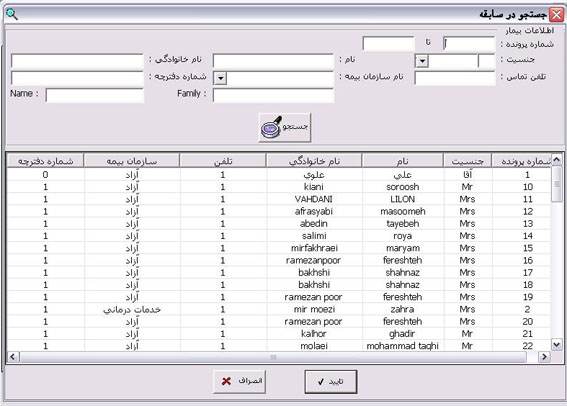 جستجو در سابقه
اطلاعات بیمار
شماره پرونده : تا
جنسیت : نام : نام خانوادگی :
تلفن تماس : نام سازمان بیمه : شماره دفترچه :
Family : Name :
جستجو
شماره پرونده جنسیت نام نام خانوادگي تلفن سازمان بیمه شماره دفترچه
1 آقا علي علوي 1 آزاد 0
10 Mr soroosh kiani 1 آزاد 1
11 Mrs LILON VAHDANI 1 آزاد 1
12 Mrs masoomeh afrasyabi 1 آزاد 1
13 Mrs tayebeh abedin 1 آزاد 1
14 Mrs roya salimi 1 آزاد 1
15 Mrs maryam mirfakhraei 1 آزاد 1
16 Mrs fereshteh ramezanpoor 1 آزاد 1
17 Mrs shahnaz bakhshi 1 آزاد 1
18 Mrs shahnaz bakhshi 1 آزاد 1
19 Mrs fereshteh ramezan poor 1 آزاد 1
2 Mrs zahra mir moezi 1 خدمات درماني 1
20 Mrs fereshteh ramezan poor 1 آزاد 1
21 Mr ghadir kalhor 1 آزاد 1
22 Mr mohammad taghi molaei 1 آزاد 1
تایید انصراف